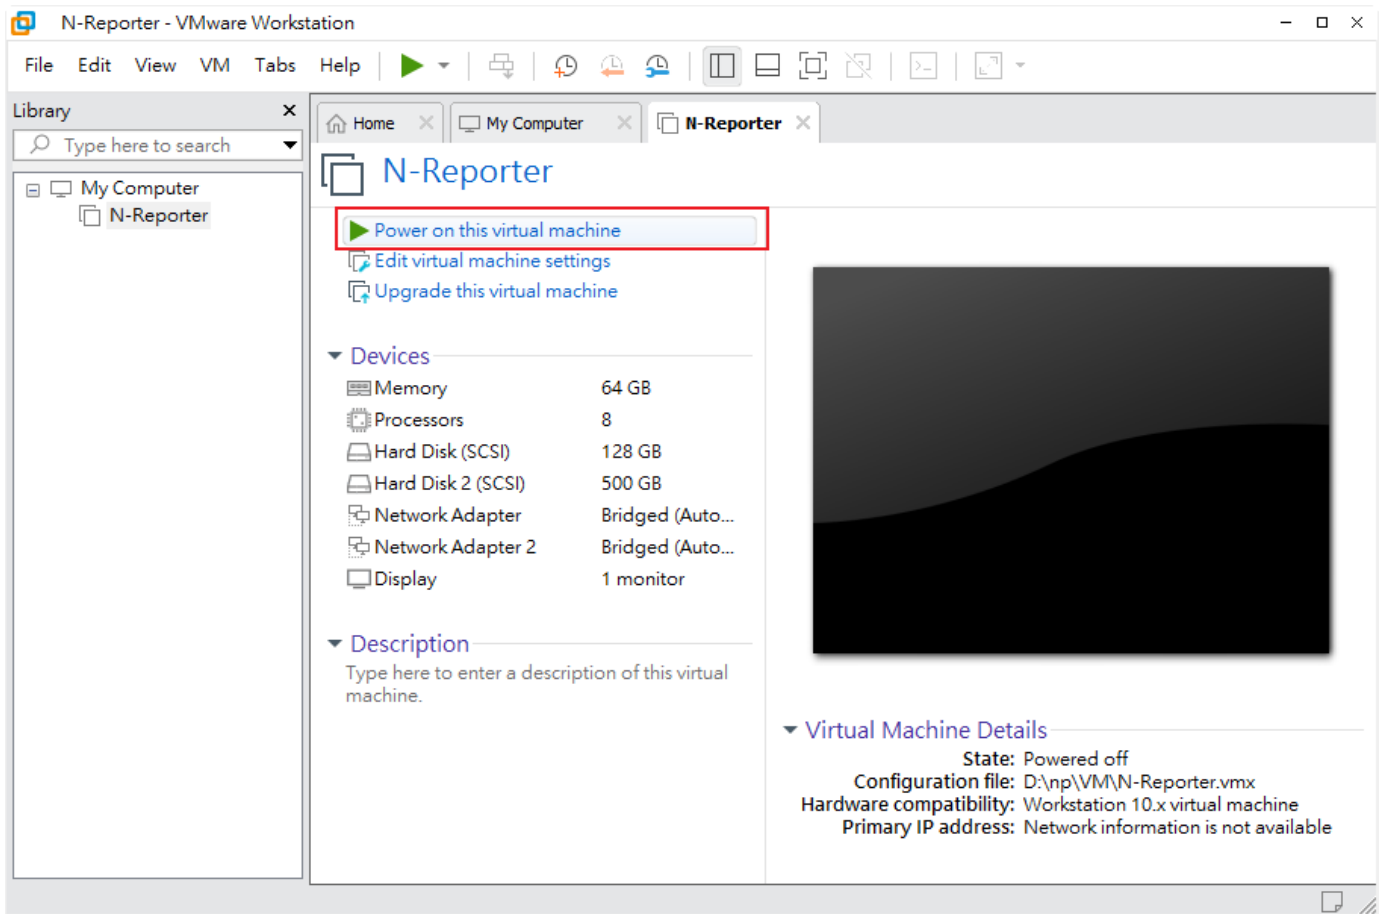 N-Reporter - VMware Workstation
File Edit View VM Tabs Help
Library
Type here to search
My Computer
N-Reporter
Home
My Computer
N-Reporter
N-Reporter
Power on this virtual machine
Edit virtual machine settings
Upgrade this virtual machine
Devices
Memory 64 GB
Processors 8
Hard Disk (SCSI) 128 GB
Hard Disk 2 (SCSI) 500 GB
Network Adapter Bridged (Auto...
Network Adapter 2 Bridged (Auto...
Display 1 monitor
Description
Type here to enter a description of this virtual
machine.
Virtual Machine Details
State: Powered off
Configuration file: D:\np\VM\N-Reporter.vmx
Hardware compatibility: Workstation 10.x virtual machine
Primary IP address: Network information is not available